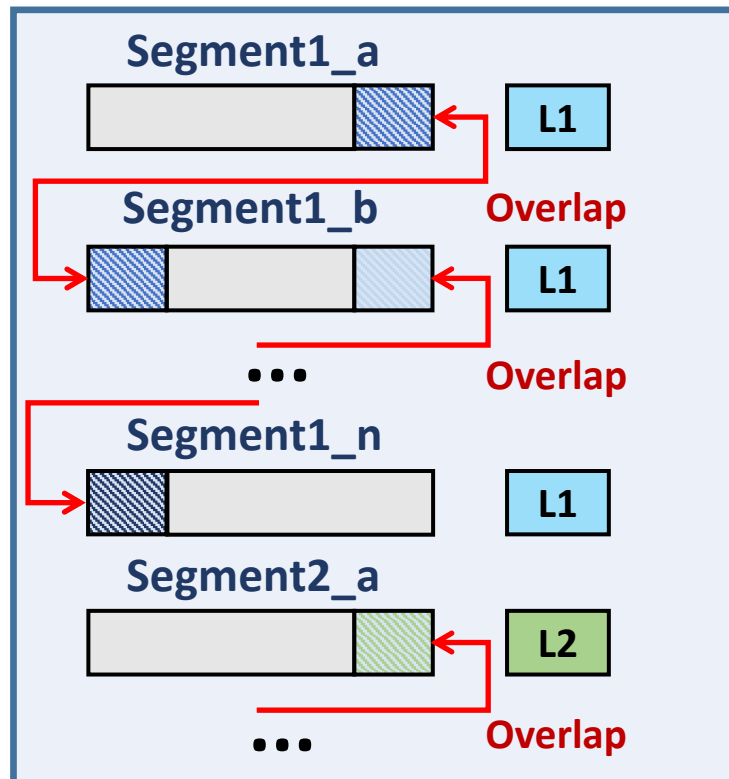 Segment1_a
L1
Overlap
Segment1_b
L1
...
Overlap
Segment1_n
L1
Segment2_a
L2
Overlap
...